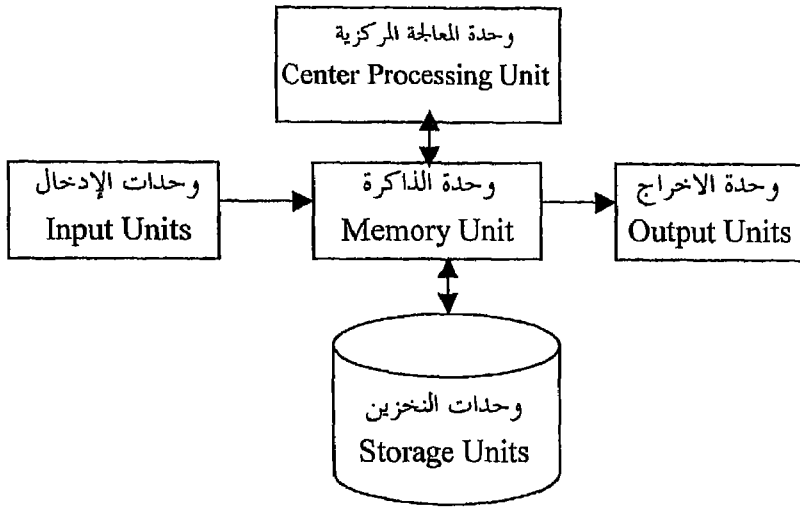 وحدة المعالجة المركزية
Center Processing Unit
وحدات الإدخال
Input Units
وحدة الذاكرة
Memory Unit
وحدة الاخراج
Output Units
وحدات التخزين
Storage Units